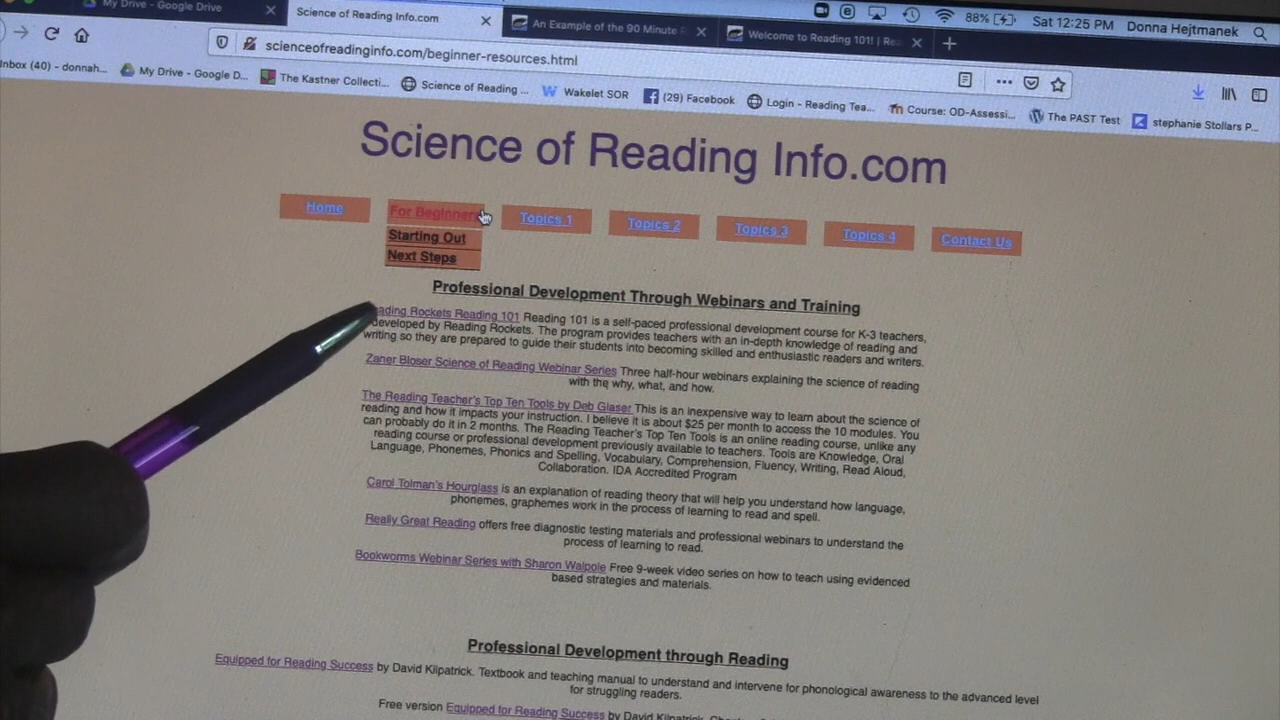 My Drive - Google Drive
Science of Reading Info.com
An Example of the 90 Minute R
Welcome to Reading 101! | Rea
88%
Sat 12:25 PM
Donna Hejtmanek
scienceofreadinginfo.com/beginner-resources.html
Inbox (40) - donnah...
My Drive - Google D...
The Kastner Collecti...
Science of Reading ...
Wakelet SOR
(29) Facebook
Login - Reading Tea...
Course: OD-Assessi...
The PAST Test
stephanie Stollars P...
Science of Reading Info.com
Home
For Beginners
Topics 1
Topics 2
Topics 3
Topics 4
Contact Us
Starting Out
Next Steps
Professional Development Through Webinars and Training
Reading Rockets Reading 101 Reading 101 is a self-paced professional development course for K-3 teachers,
developed by Reading Rockets. The program provides teachers with an in-depth knowledge of reading and
writing so they are prepared to guide their students into becoming skilled and enthusiastic readers and writers.
Zaner Bloser Science of Reading Webinar Series Three half-hour webinars explaining the science of reading
with the why, what, and how.
The Reading Teacher's Top Ten Tools by Deb Glaser This is an inexpensive way to learn about the science of
reading and how it impacts your instruction. I believe it is about $25 per month to access the 10 modules. You
can probably do it in 2 months. The Reading Teacher's Top Ten Tools is an online reading course, unlike any
reading course or professional development previously available to teachers. Tools are Knowledge, Oral
Language, Phonemes, Phonics and Spelling, Vocabulary, Comprehension, Fluency, Writing, Read Aloud,
Collaboration. IDA Accredited Program
Carol Tolman's Hourglass is an explanation of reading theory that will help you understand how language,
phonemes, graphemes work in the process of learning to read and spell.
Really Great Reading offers free diagnostic testing materials and professional webinars to understand the
process of learning to read.
Bookworms Webinar Series with Sharon Walpole Free 9-week video series on how to teach using evidenced
based strategies and materials.
Professional Development through Reading
Equipped for Reading Success by David Kilpatrick. Textbook and teaching manual to understand and intervene for phonological awareness to the advanced level
for struggling readers.
Free version Equipped for Reading Success by David Kilpatrick